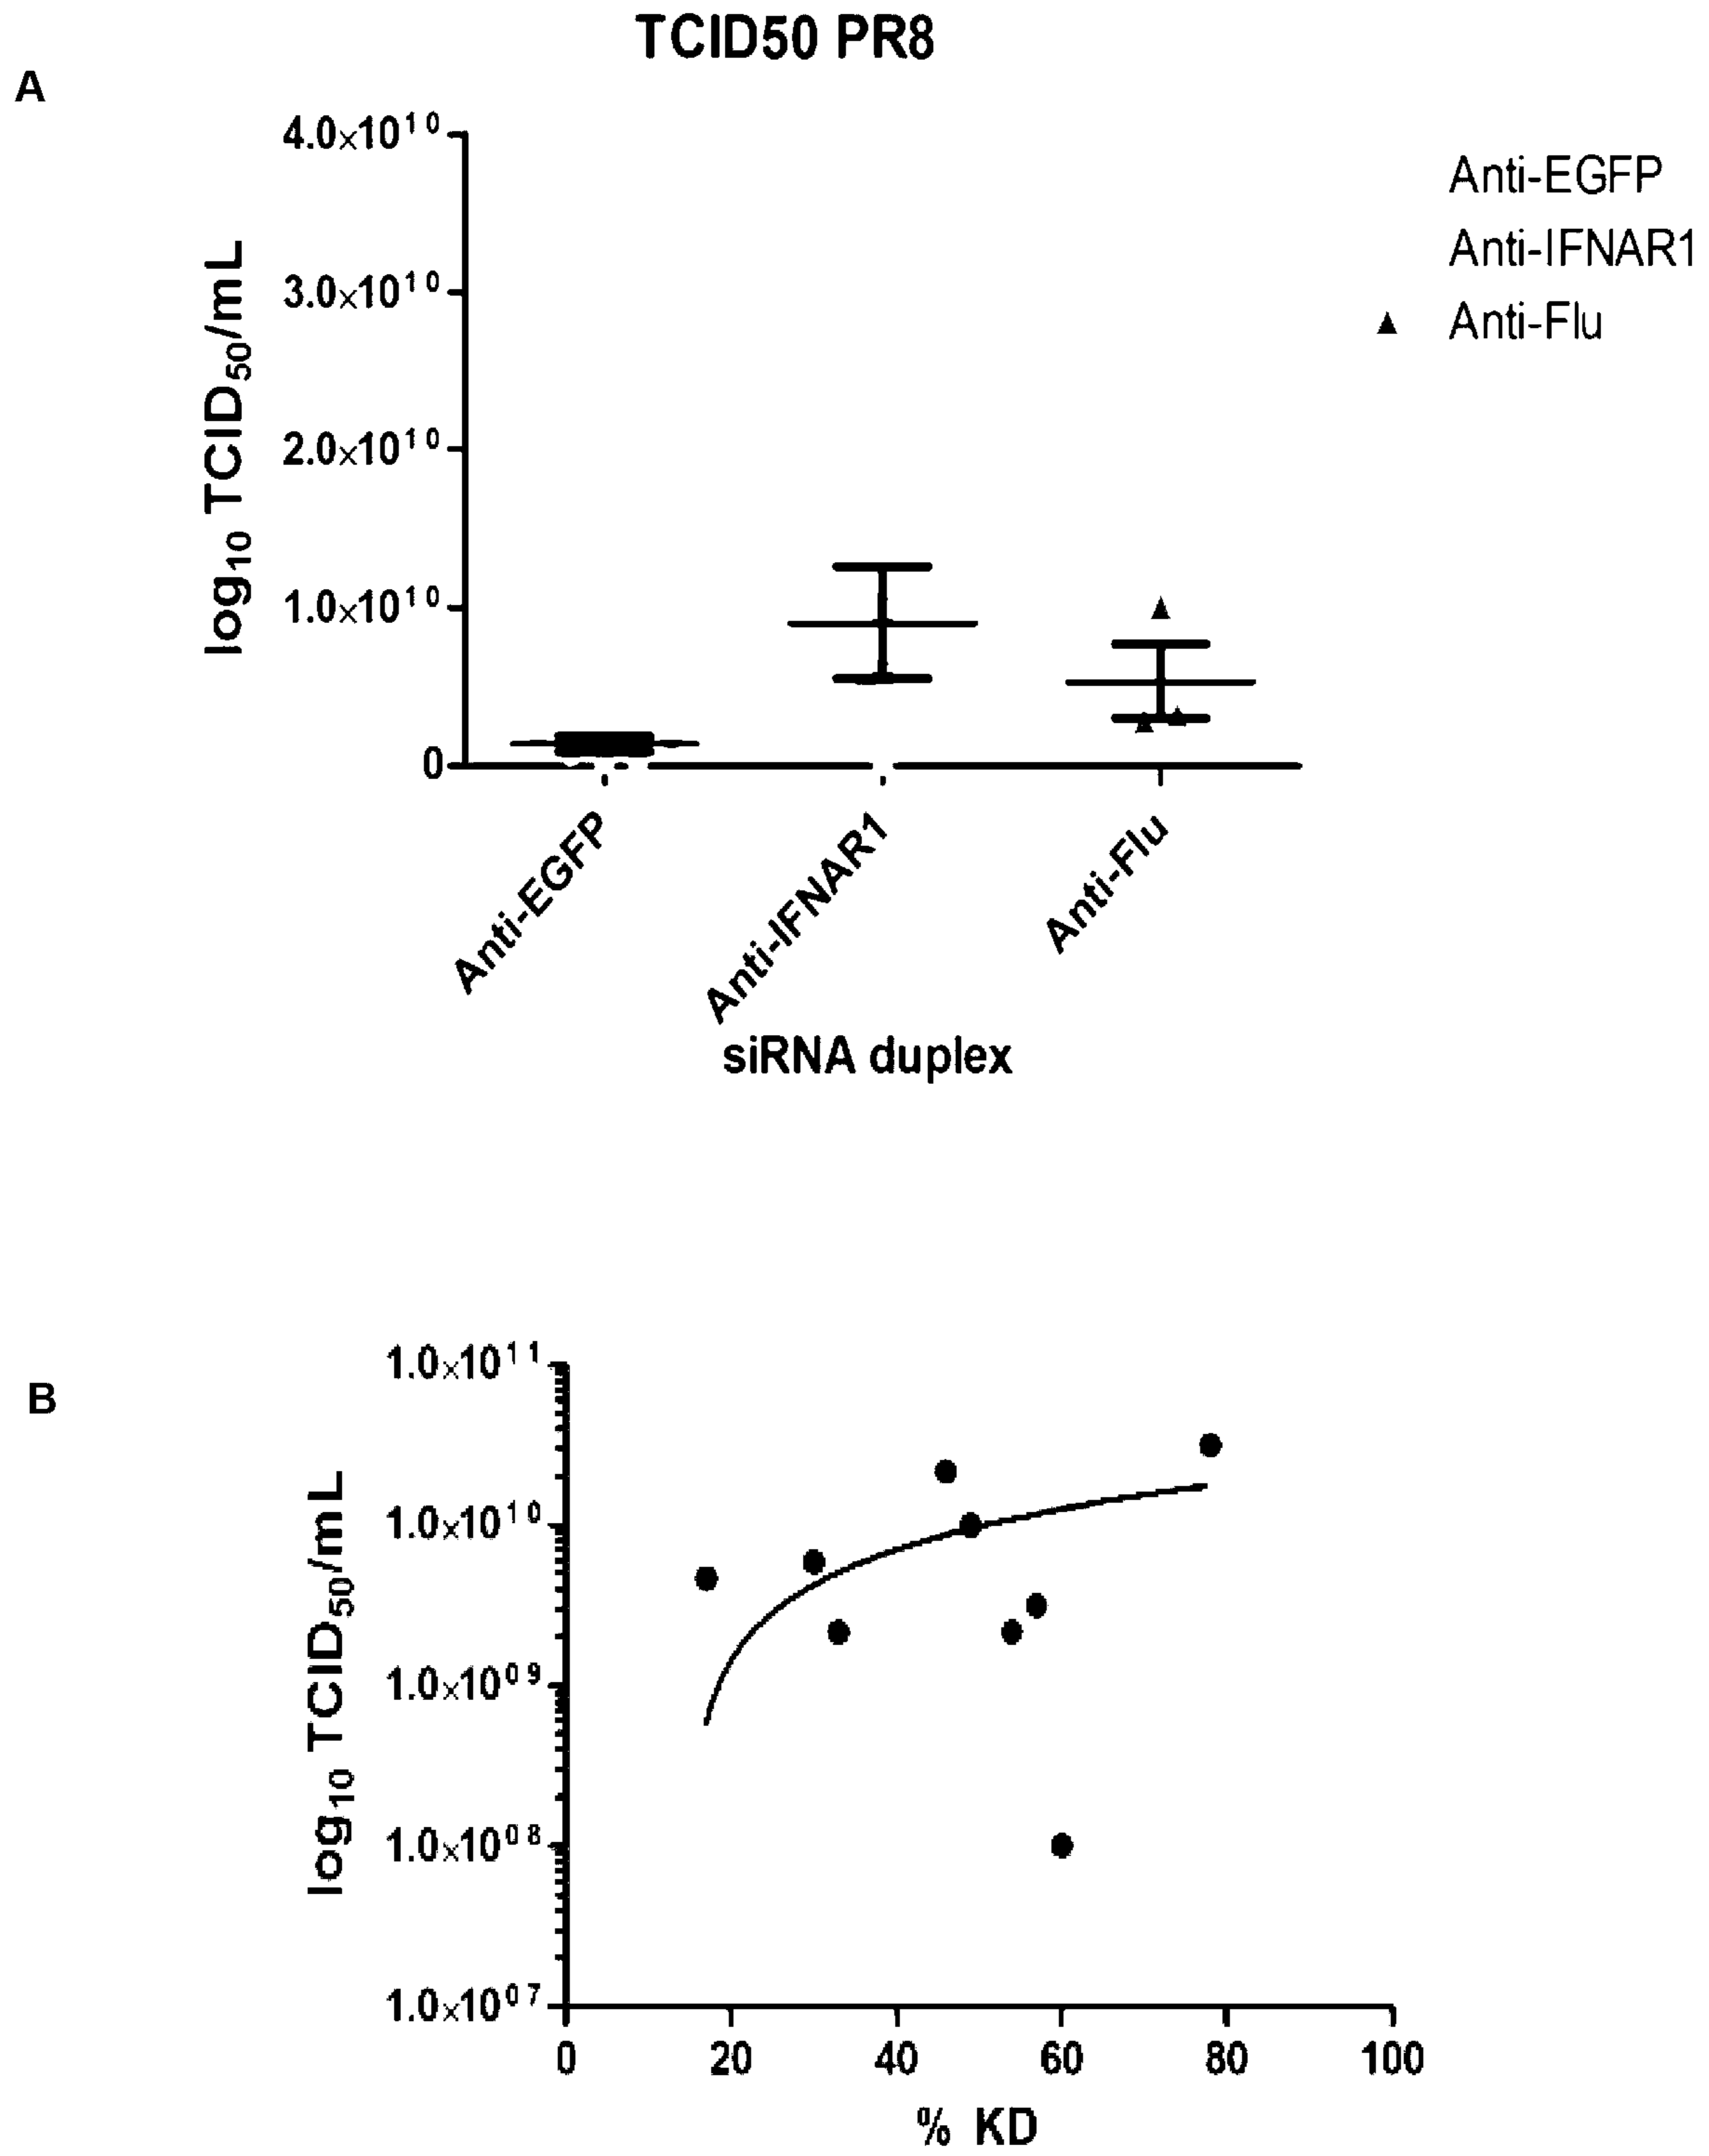 TCID50 PR8
A
4.0×10¹⁰
3.0×10¹⁰
2.0×10¹⁰
1.0×10¹⁰
0
log₁₀ TCID₅₀/mL
Anti-EGFP
Anti-IFNAR1
Anti-Flu
Anti-EGFP
Anti-IFNAR1
Anti-Flu
siRNA duplex
B
1.0×10¹¹
1.0×10¹⁰
1.0×10⁰⁹
1.0×10⁰⁸
1.0×10⁰⁷
log₁₀ TCID₅₀/mL
0 20 40 60 80 100
% KD